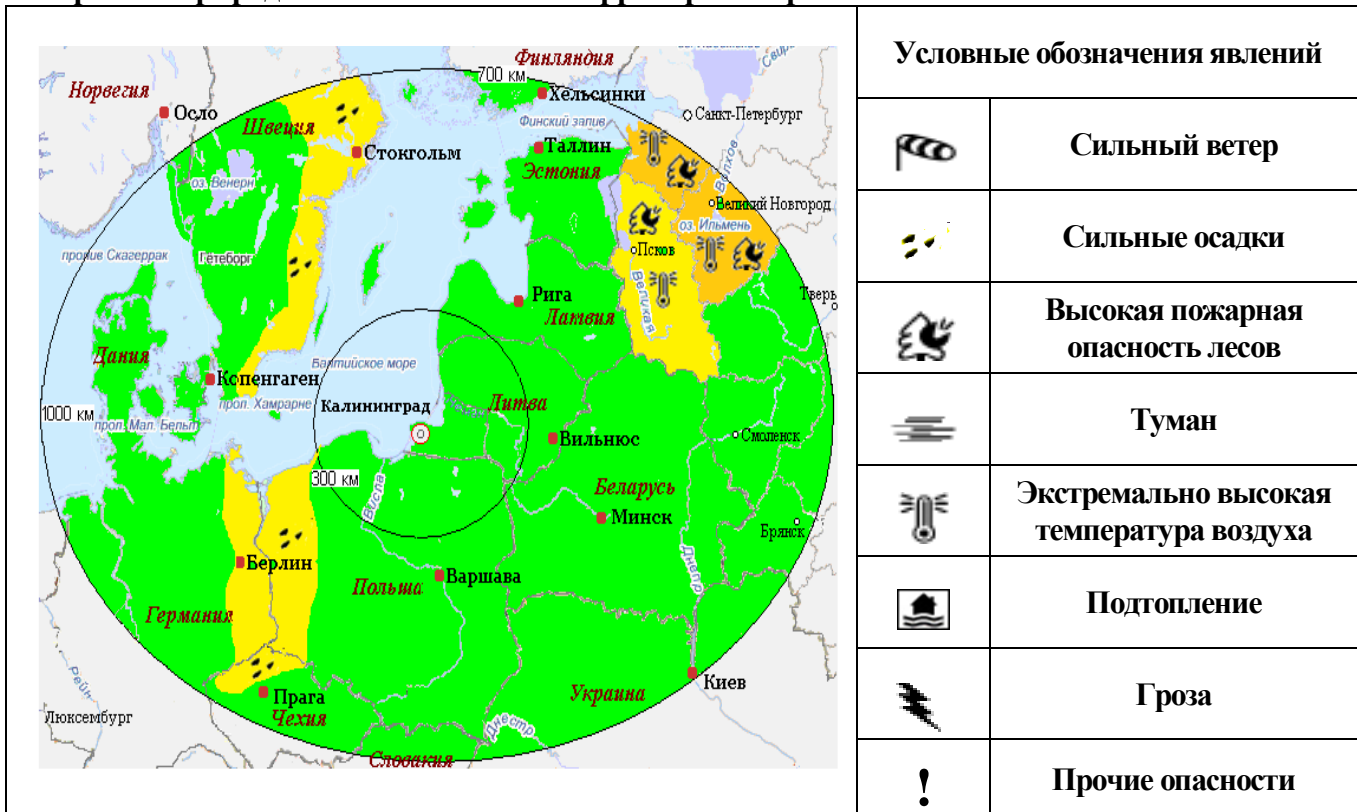 Условные обозначения явлений
Сильный ветер
Сильные осадки
Высокая пожарная
опасность лесов
Туман
Экстремально высокая
температура воздуха
Подтопление
Гроза
!
Прочие опасности
Финляндия
700 км
Норвегия
Хельсинки
Осло
Санкт-Петербург
Швеция
Финский запив
Волхов
Стокгольм
Таллин
Эстония
оз. Венерн
Великий Новгород
оз. Ильмень
пролив Скагеррак
Гётеборг
Псков
Великая
Тверь
Рига
Латвия
Дания
Балтийское море
Копенгаген
Литва
прол. Хамрарне
Калининград
1000 км
прол. Мал. Бельт
Вильнюс
Смоленск
300 км
Висла
Беларусь
Минск
Брянск
Днепр
Берлин
Польша
Варшава
Германия
Рейн
Украина
Киев
Прага
Люксембург
Чехия
Днестр
Словакия